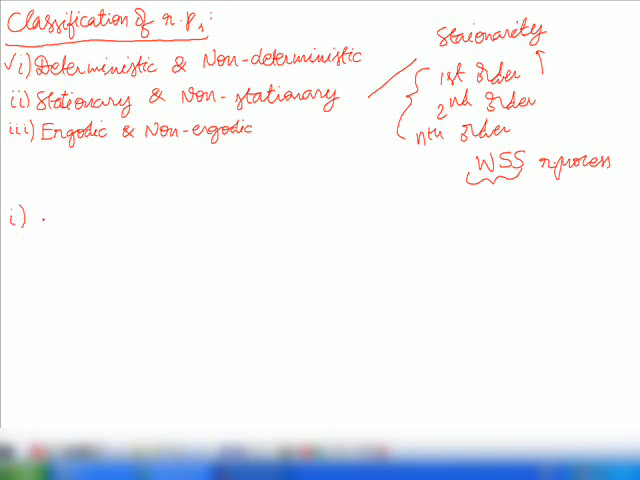 Classification of r.p,:
✓i) Deterministic & Non-deterministic
ii) Stationary & Non-stationary
iii) Ergodic & Non-ergodic
Staionarity
1st order
2nd order
nth order
WSS r.process
i) .